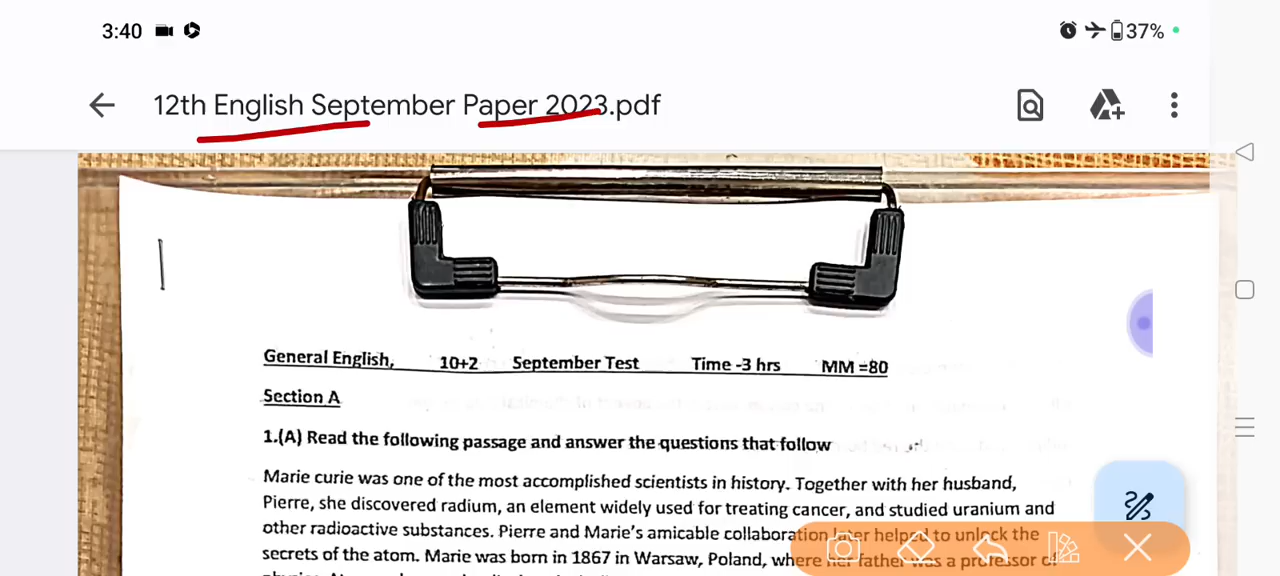 3:40
37%
12th English September Paper 2023.pdf
General English, 10+2 September Test Time -3 hrs MM =80
Section A
1.(A) Read the following passage and answer the questions that follow
Marie curie was one of the most accomplished scientists in history. Together with her husband,
Pierre, she discovered radium, an element widely used for treating cancer, and studied uranium and
other radioactive substances. Pierre and Marie's amicable collaboration later helped to unlock the
secrets of the atom. Marie was born in 1867 in Warsaw, Poland, where her father was a professor of